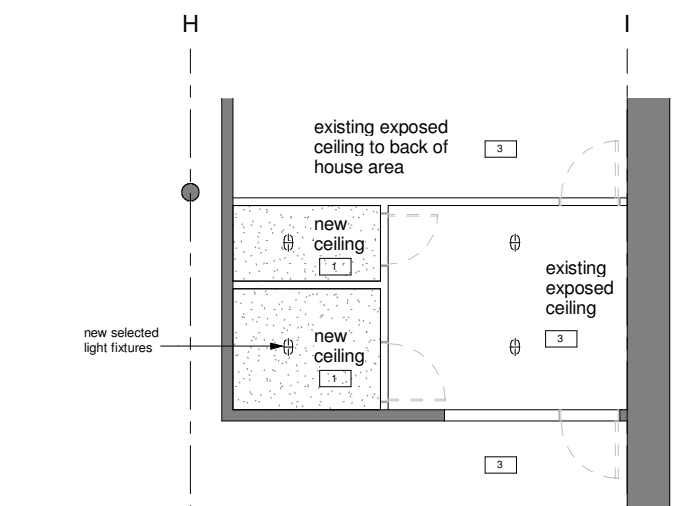 H
I
existing exposed
ceiling to back of
house area
3
new
ceiling
1
existing
exposed
ceiling
3
new selected
light fixtures
new
ceiling
1
3